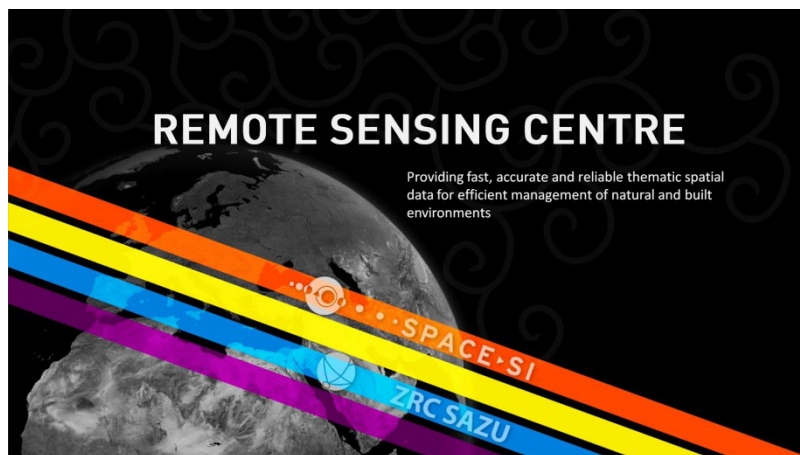 REMOTE SENSING CENTRE
Providing fast, accurate and reliable thematic spatial
data for efficient management of natural and built
environments
SPACE▸SI
ZRC SAZU